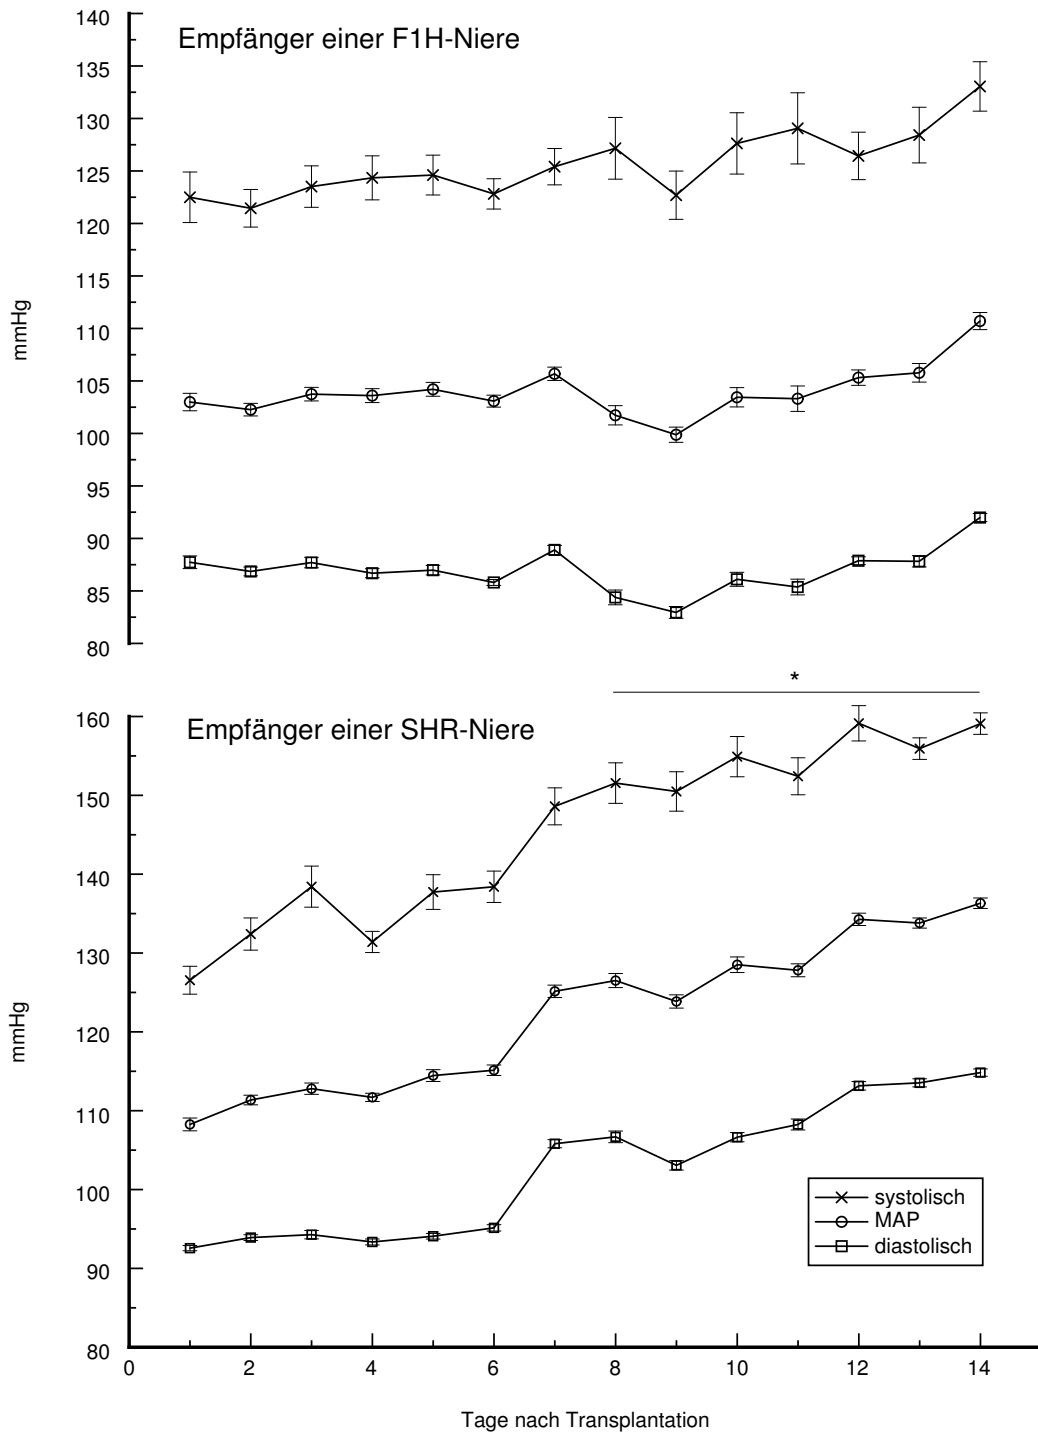 Empfänger einer F1H-Niere
140
135
130
125
120
115
110
105
100
95
90
85
80
mmHg
*
Empfänger einer SHR-Niere
160
150
140
130
120
110
100
90
80
mmHg
systolisch
MAP
diastolisch
0 2 4 6 8 10 12 14
Tage nach Transplantation